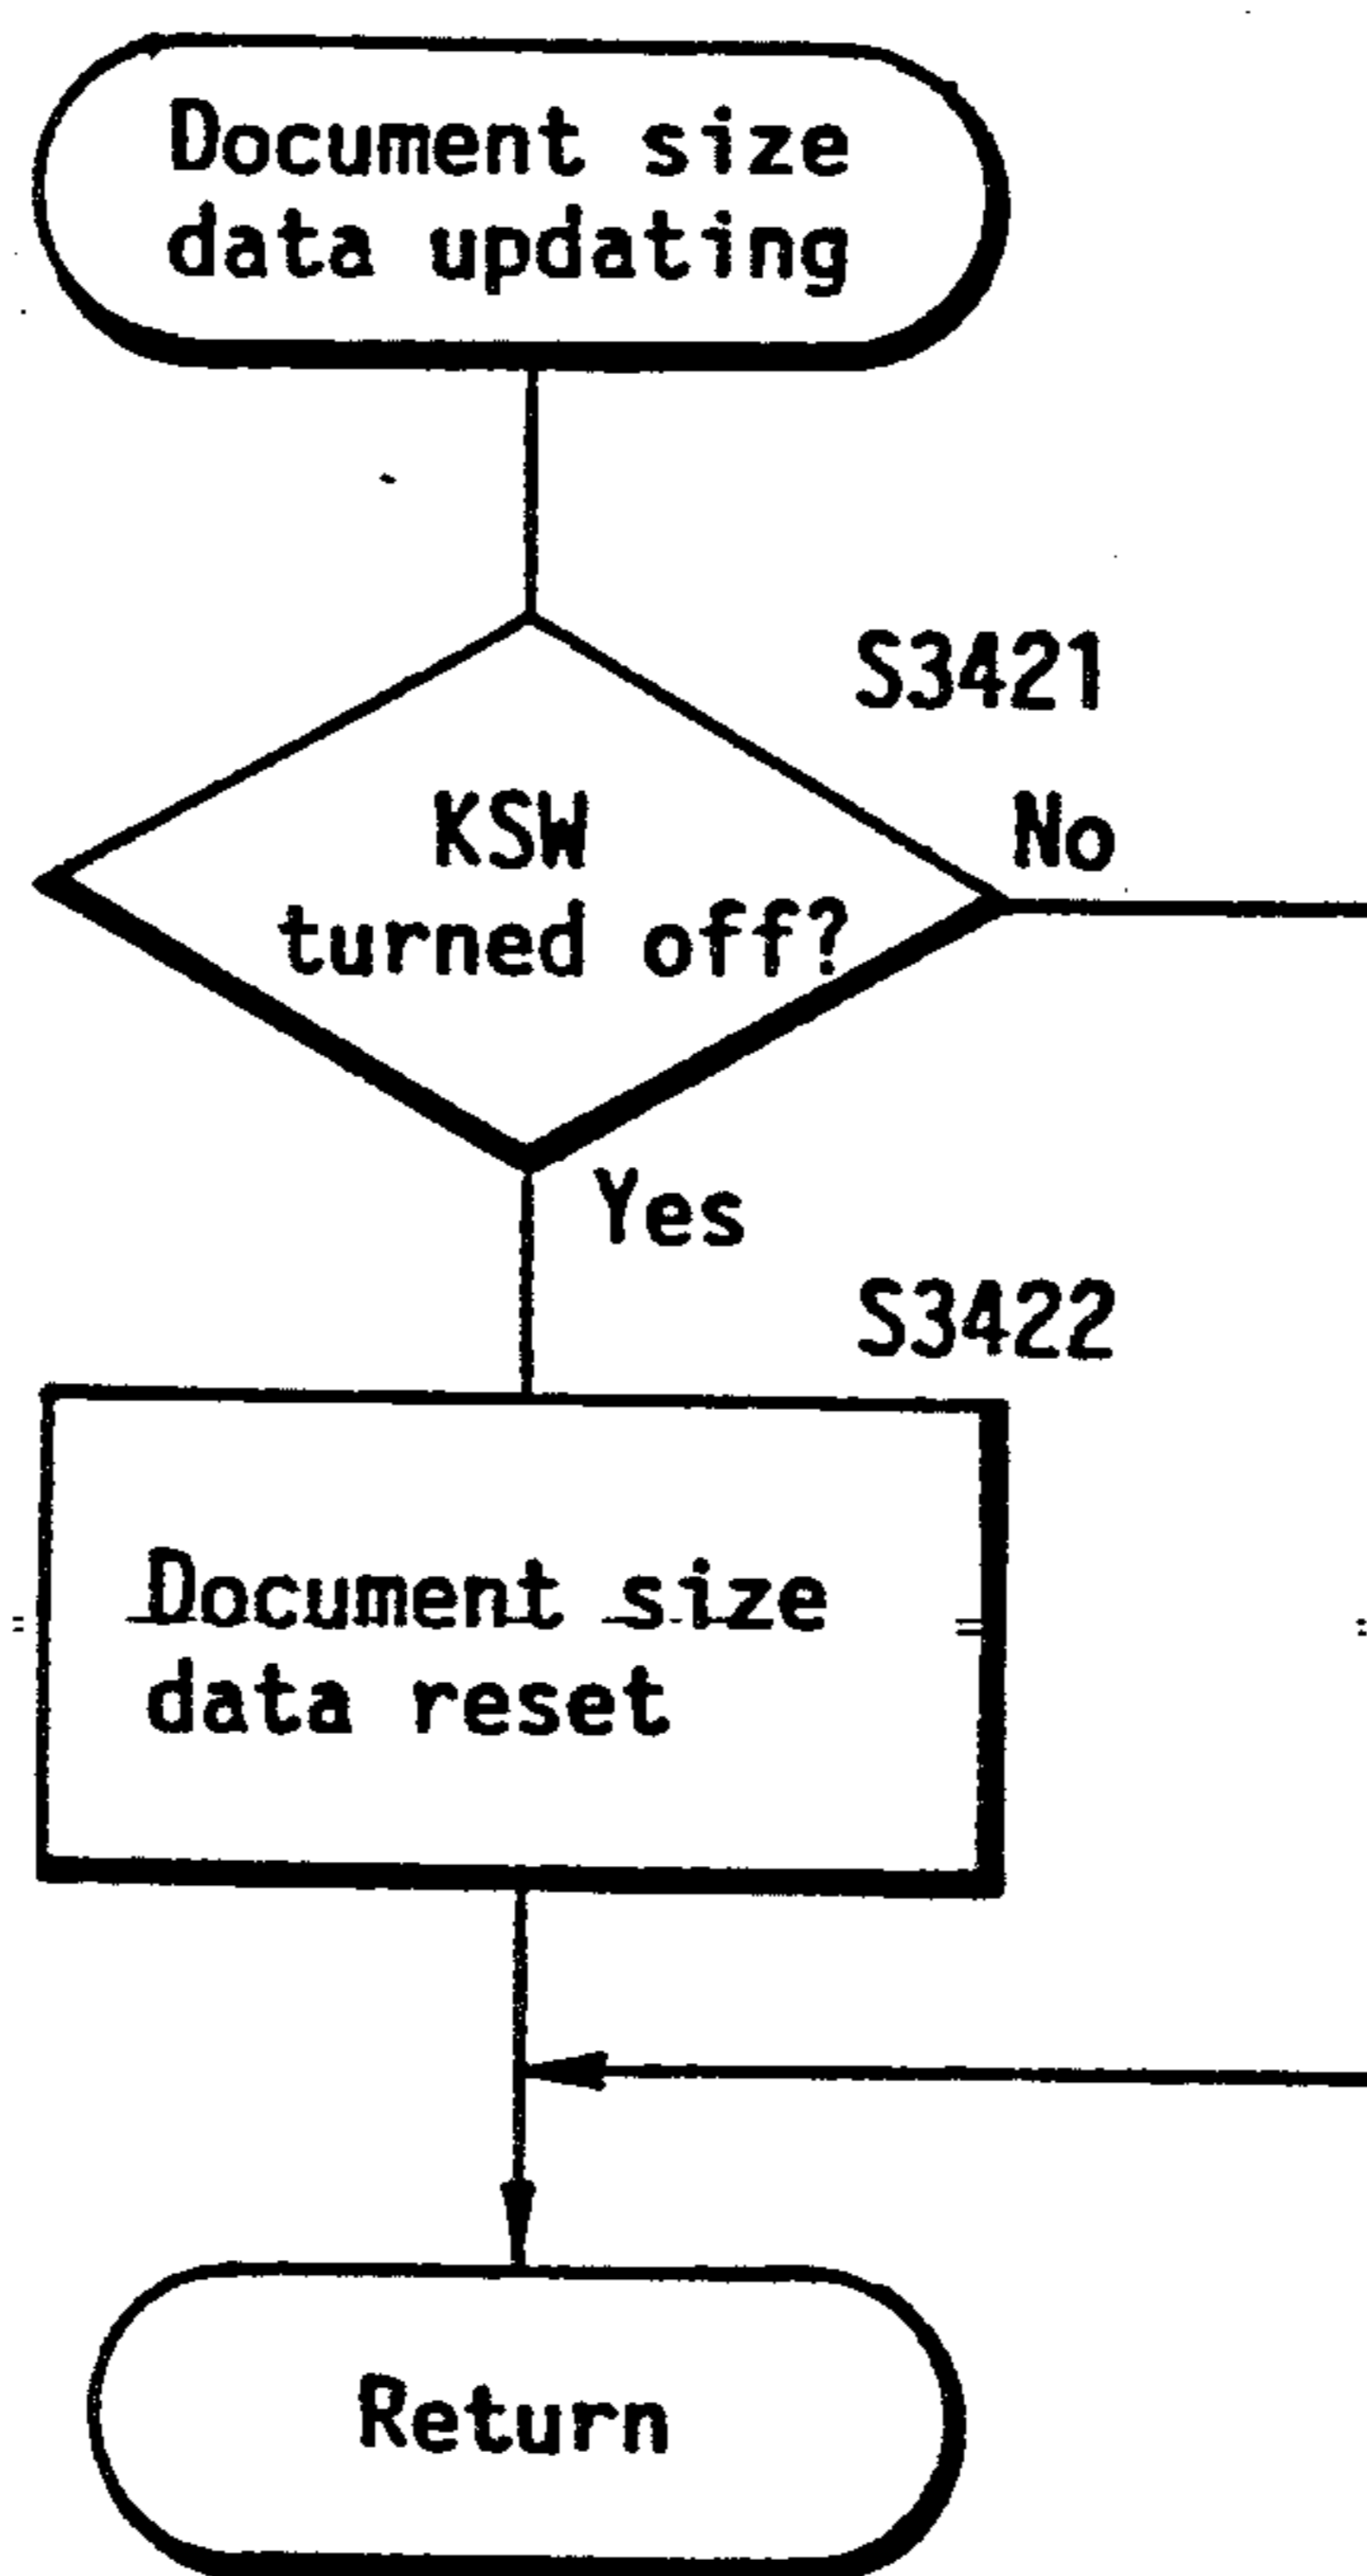 Document size
data updating
S3421
KSW
turned off?
No
Yes
S3422
Document size
data reset
Return